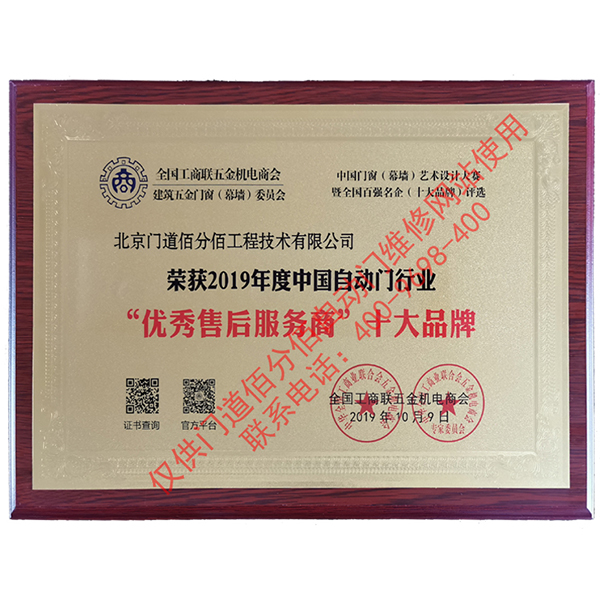 全国工商联五金机电商会
建筑五金门窗（幕墙）委员会
中国门窗（幕墙）艺术设计大赛
暨全国百强名企（十大品牌）评选
北京门道佰分佰工程技术有限公司
荣获2019年度中国自动门行业
“优秀售后服务商”十大品牌
证书查询
官方平台
全国工商联五金机电商会
2019年10月9日
专家委员会
仅供门道佰分佰自动门维修网站使用
联系电话：400-9698-400